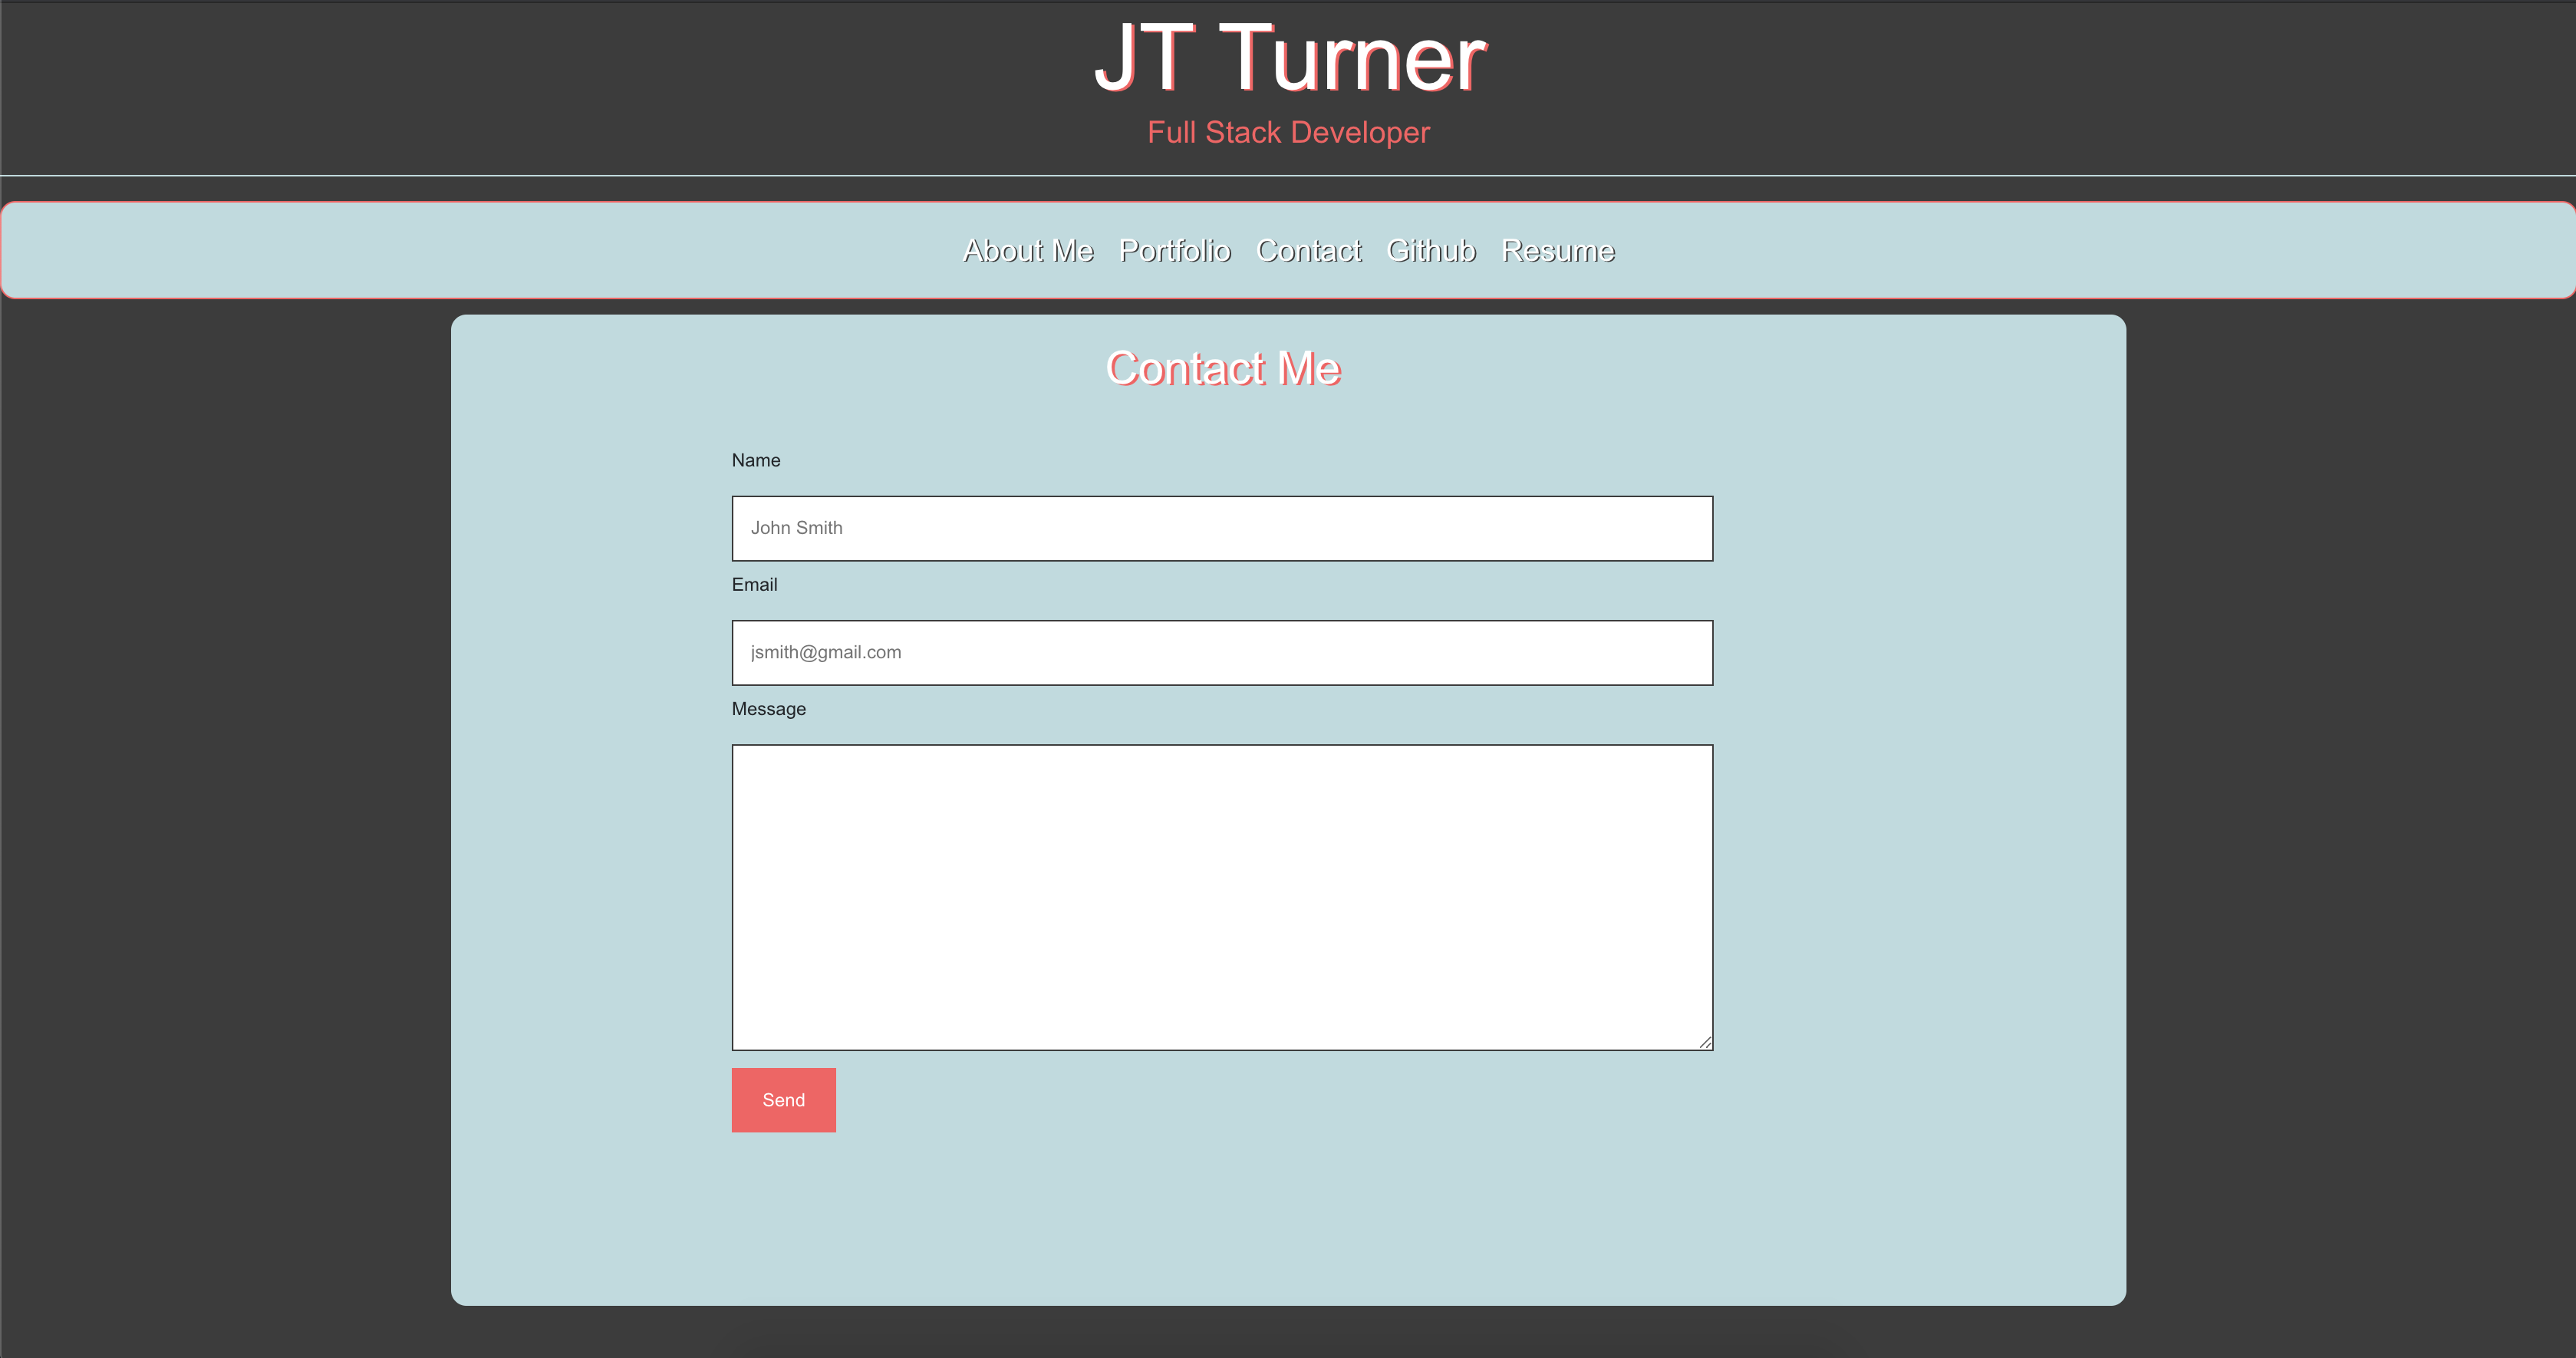 JT Turner
Full Stack Developer
About Me Portfolio Contact Github Resume
Contact Me
Name
John Smith
Email
jsmith@gmail.com
Message
Send